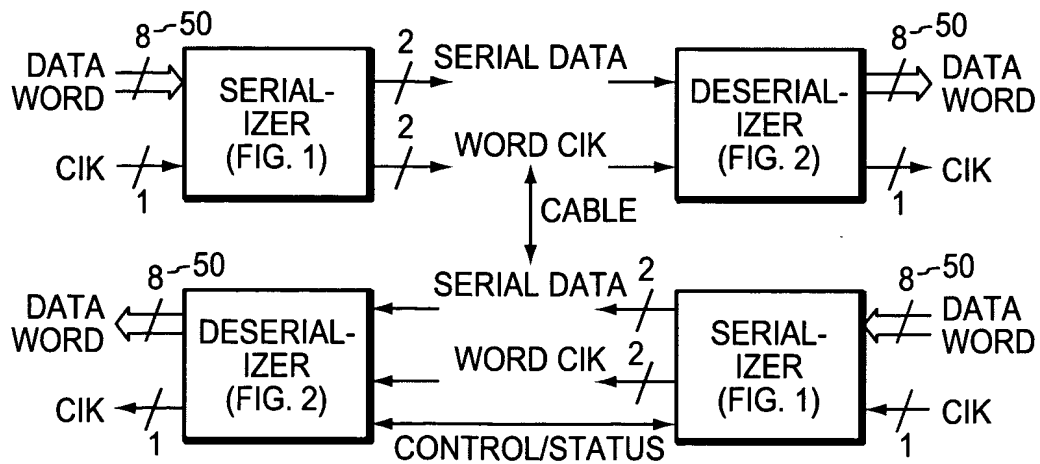 8 50
DATA
WORD
CIK
1
SERIAL-
IZER
(FIG. 1)
2
SERIAL DATA
2
WORD CIK
CABLE
DESERIAL-
IZER
(FIG. 2)
8 50
DATA
WORD
CIK
1
8 50
DATA
WORD
CIK
1
DESERIAL-
IZER
(FIG. 2)
SERIAL DATA
2
WORD CIK
2
CONTROL/STATUS
SERIAL-
IZER
(FIG. 1)
8 50
DATA
WORD
CIK
1